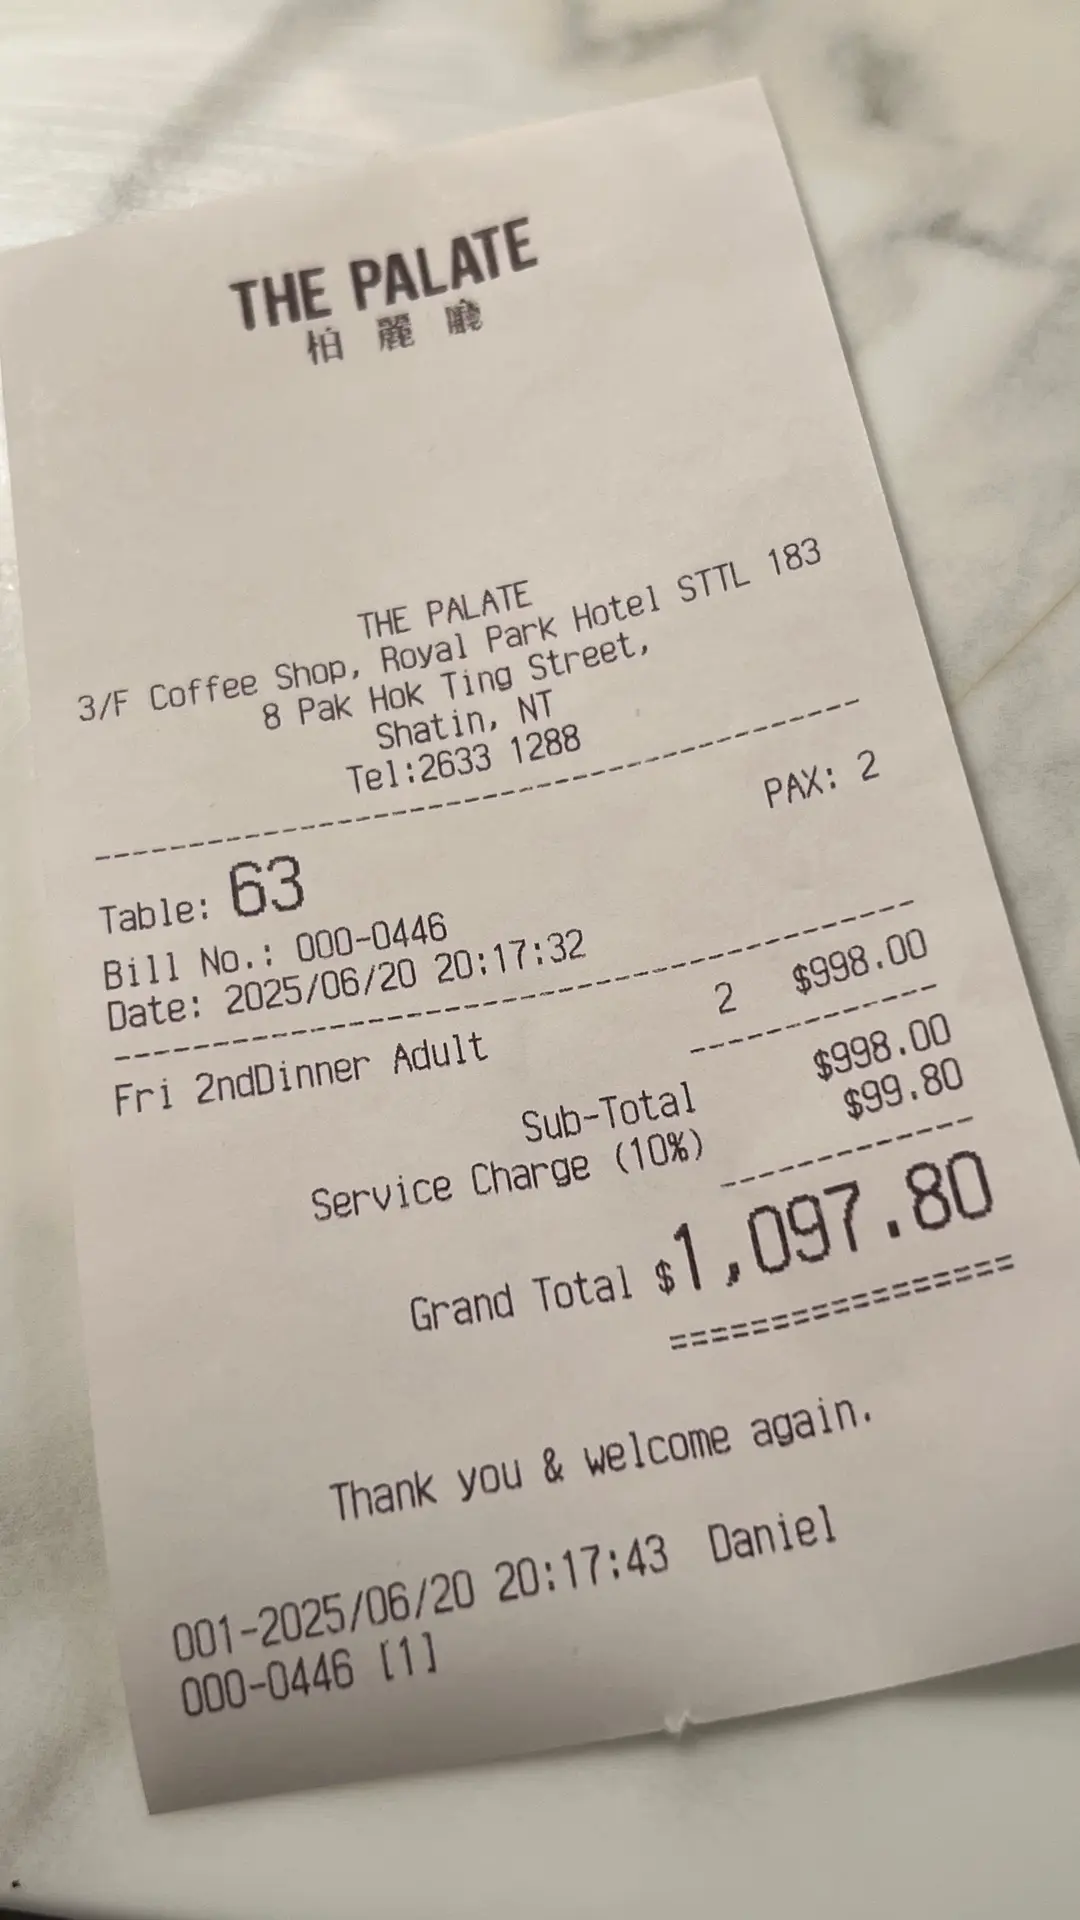 THE PALATE
柏麗廳
THE PALATE
3/F Coffee Shop, Royal Park Hotel STTL 183
8 Pak Hok Ting Street,
Shatin, NT
Tel:2633 1288
PAX: 2
Table: 63
Bill No.: 000-0446
Date: 2025/06/20 20:17:32
Fri 2ndDinner Adult 2 $998.00
Sub-Total $998.00
Service Charge (10%) $99.80
Grand Total $1,097.80
Thank you & welcome again.
001-2025/06/20 20:17:43 Daniel
000-0446 [1]